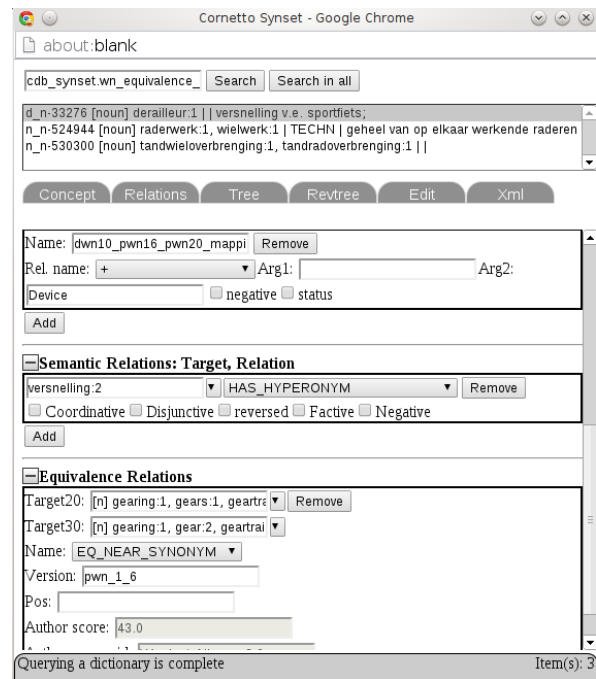 Cornetto Synset - Google Chrome
about:blank
cdb_synset.wn_equivalence_ Search Search in all
d_n-33276 [noun] derailleur:1 | | versnelling v.e. sportfiets;
n_n-524944 [noun] raderwerk:1, wielwerk:1 | TECHN | geheel van op elkaar werkende raderen
n_n-530300 [noun] tandwieloverbrenging:1, tandradoverbrenging:1 | |
Concept Relations Tree Revtree Edit Xml
Name: dwn10_pwn16_pwn20_mappi Remove
Rel. name: + Arg1: Arg2:
Device negative status
Add
Semantic Relations: Target, Relation
versnelling:2 HAS_HYPERONYM Remove
Coordinative Disjunctive reversed Factive Negative
Add
Equivalence Relations
Target20: [n] gearing:1, gears:1, geartra Remove
Target30: [n] gearing:1, gear:2, geartrai
Name: EQ_NEAR_SYNONYM
Version: pwn_1_6
Pos:
Author score: 43.0
Querying a dictionary is complete Item(s): 3